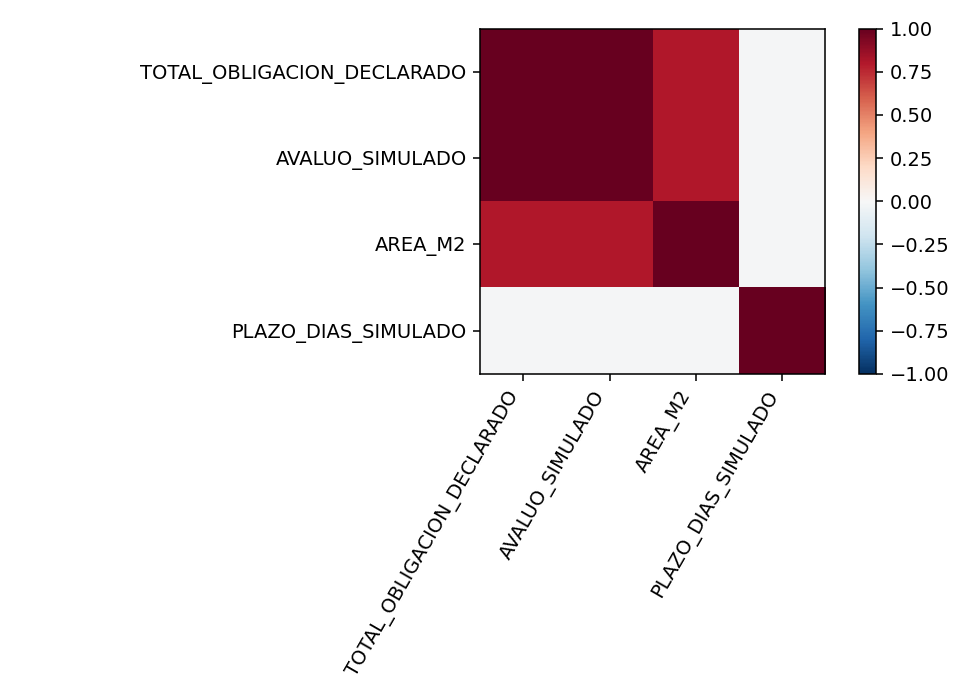 TOTAL_OBLIGACION_DECLARADO
AVALUO_SIMULADO
AREA_M2
PLAZO_DIAS_SIMULADO
TOTAL_OBLIGACION_DECLARADO
AVALUO_SIMULADO
AREA_M2
PLAZO_DIAS_SIMULADO
1.00
0.75
0.50
0.25
0.00
−0.25
−0.50
−0.75
−1.00